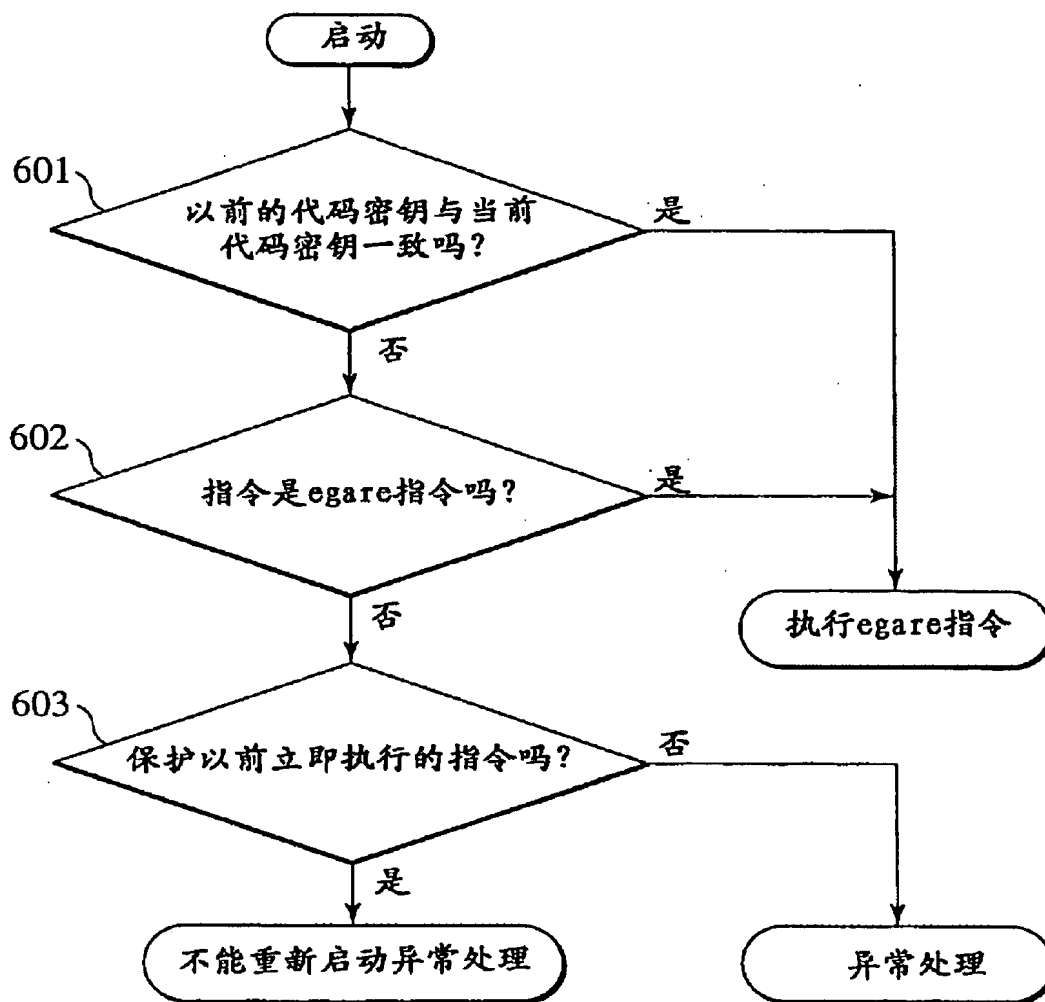 启动
601
以前的代码密钥与当前
代码密钥一致吗?
是
否
602
指令是egare指令吗?
是
否
执行egare指令
603
保护以前立即执行的指令吗?
否
是
不能重新启动异常处理
异常处理